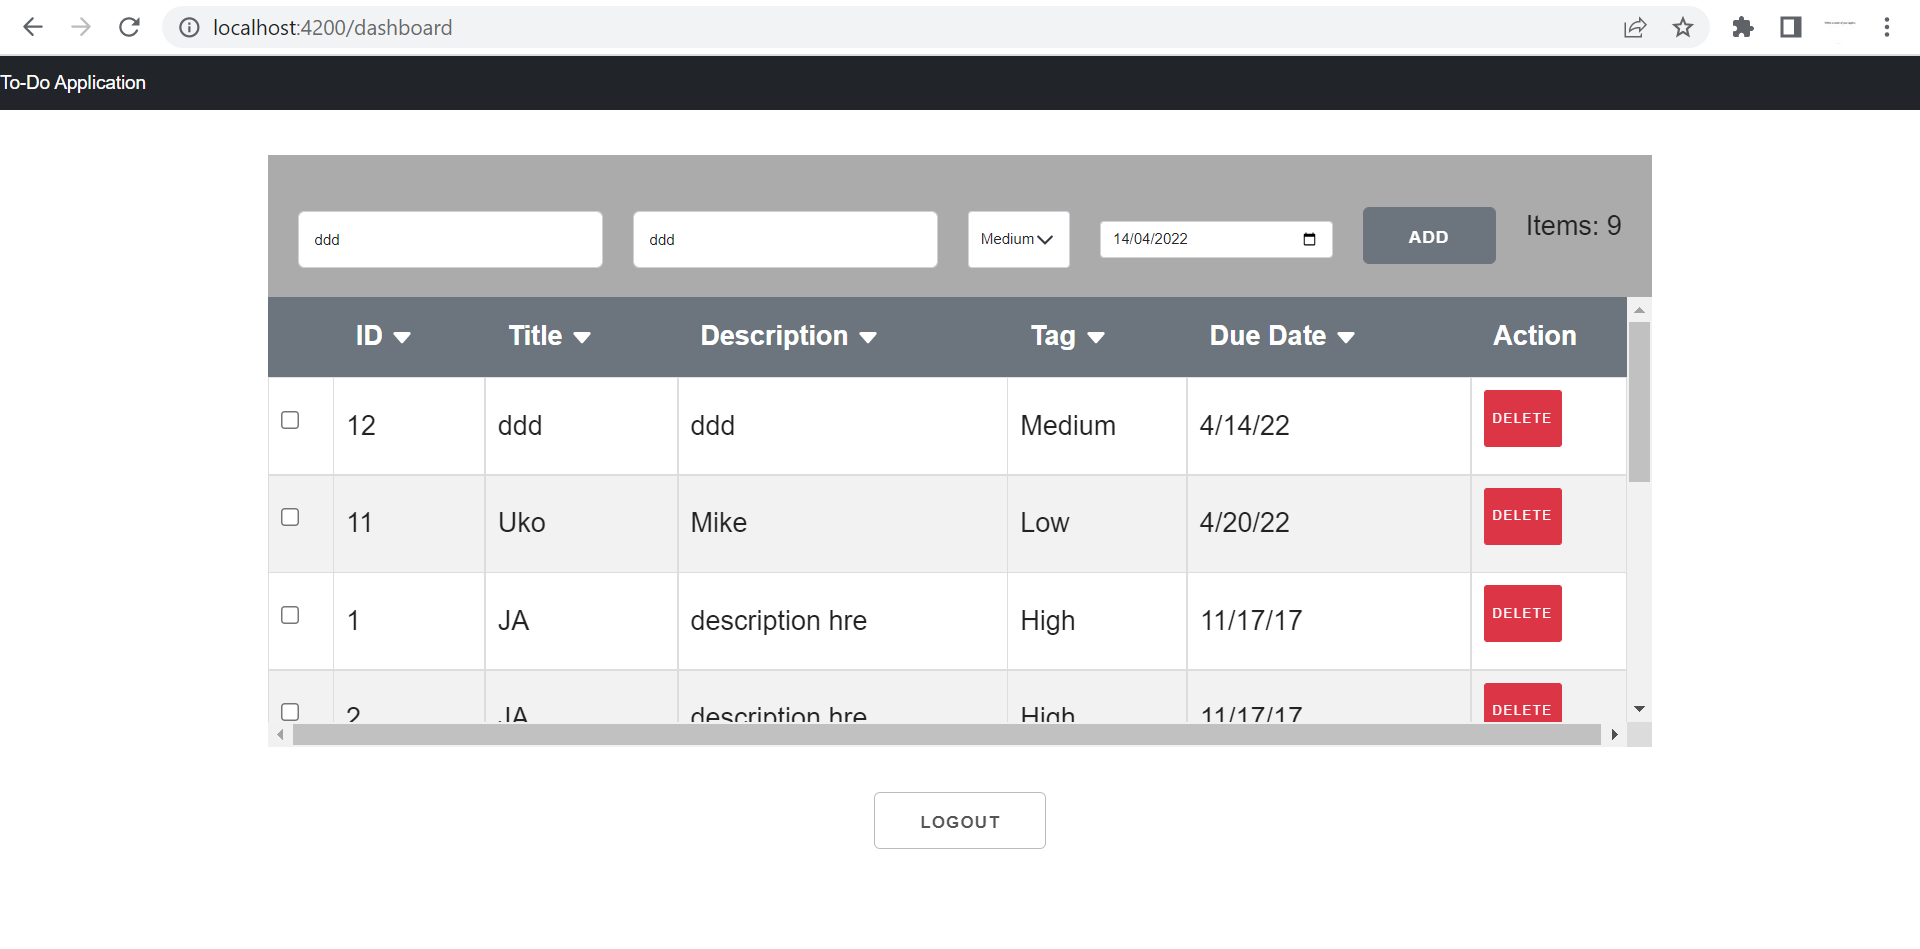 localhost:4200/dashboard
To-Do Application
ddd ddd Medium 14/04/2022 ADD Items: 9
ID Title Description Tag Due Date Action
12 ddd ddd Medium 4/14/22 DELETE
11 Uko Mike Low 4/20/22 DELETE
1 JA description hre High 11/17/17 DELETE
2 JA description hre High 11/17/17 DELETE
LOGOUT